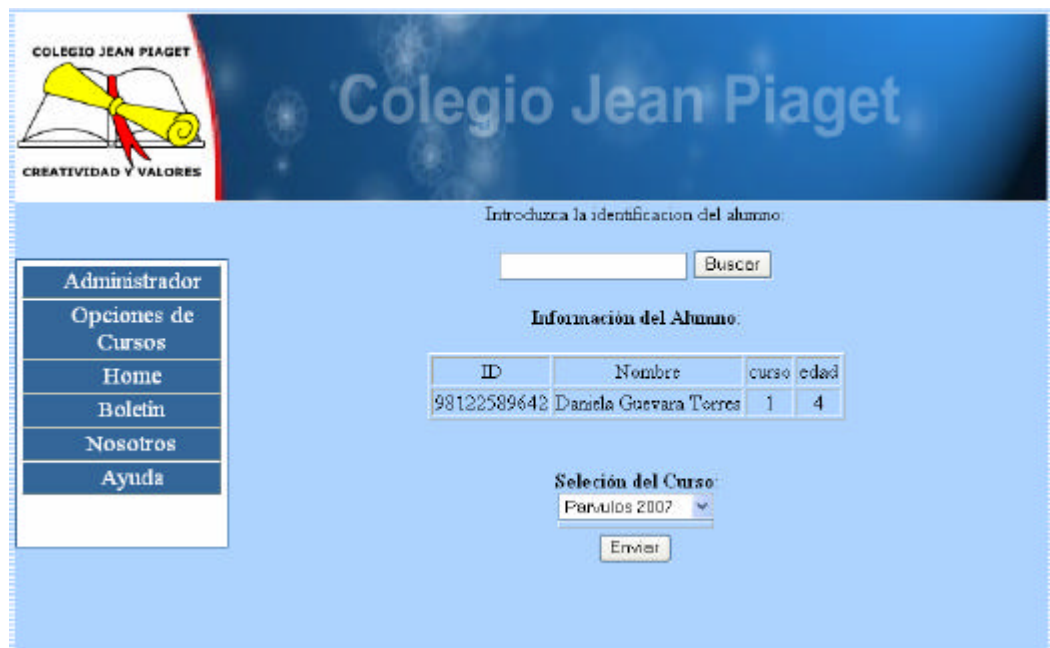 COLEGIO JEAN PIAGET
CREATIVIDAD Y VALORES
Colegio Jean Piaget
Introduzca la identificacion del alumno:
Buscar
Administrador
Opciones de
Cursos
Home
Boletin
Nosotros
Ayuda
Información del Alumno:
ID Nombre curso edad
98122589642 Daniela Guevara Torres 1 4
Seleción del Curso:
Parvulos 2007
Enviar